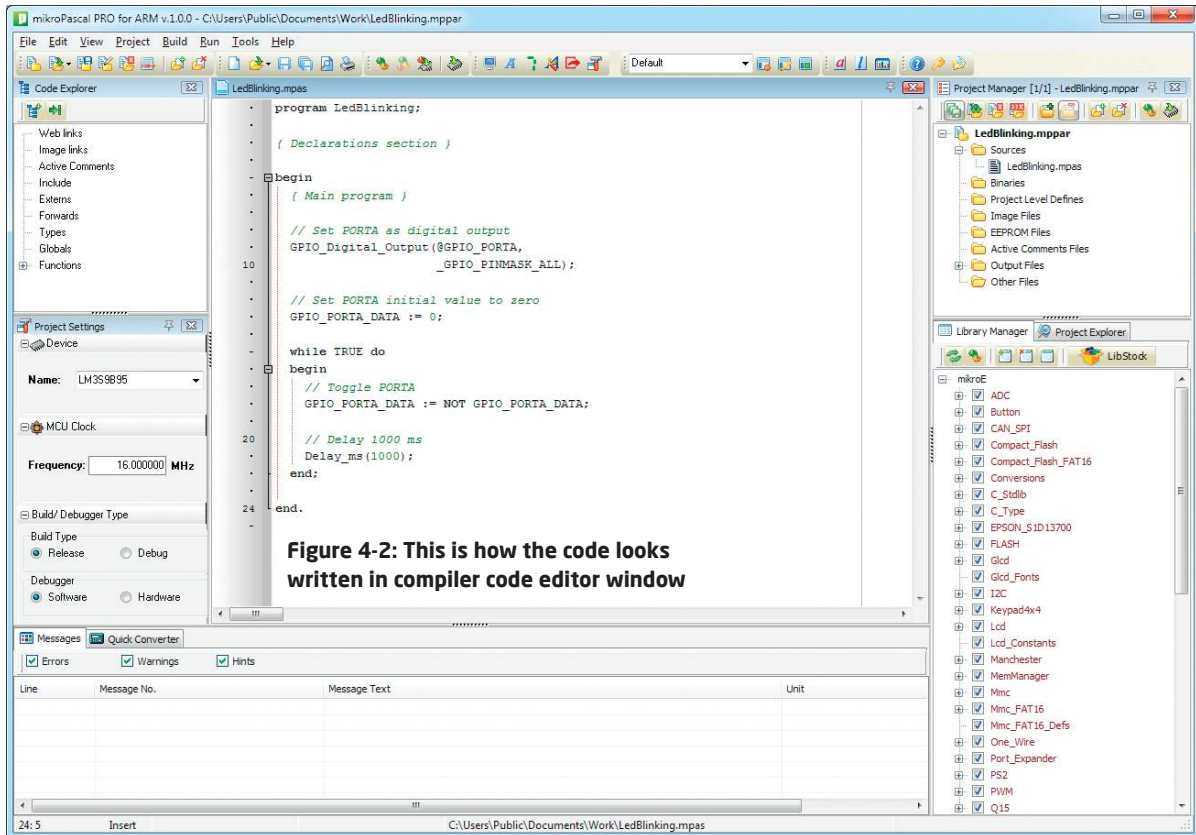 mikroPascal PRO for ARM v.1.0.0 - C:\Users\Public\Documents\Work\LedBlinking.mppar
File Edit View Project Build Run Tools Help
Default
Code Explorer
Web links
Image links
Active Comments
Include
Externs
Forwards
Types
Globals
Functions
Project Settings
Device
Name: LM3S9B95
MCU Clock
Frequency: 16.000000 MHz
Build/ Debugger Type
Build Type
Release Debug
Debugger
Software Hardware
LedBlinking.mpas
program LedBlinking;
{ Declarations section }
begin
{ Main program }
// Set PORTA as digital output
GPIO_Digital_Output(@GPIO_PORTA,
10 _GPIO_PINMASK_ALL);
// Set PORTA initial value to zero
GPIO_PORTA_DATA := 0;
while TRUE do
begin
// Toggle PORTA
GPIO_PORTA_DATA := NOT GPIO_PORTA_DATA;
20 // Delay 1000 ms
Delay_ms(1000);
end;
24 end.
Figure 4-2: This is how the code looks
written in compiler code editor window
Project Manager [1/1] - LedBlinking.mppar
LedBlinking.mppar
Sources
LedBlinking.mpas
Binaries
Project Level Defines
Image Files
EEPROM Files
Active Comments Files
Output Files
Other Files
Library Manager Project Explorer
LibStock
mikroE
ADC
Button
CAN_SPI
Compact_Flash
Compact_Flash_FAT16
Conversions
C_Stdlib
C_Type
EPSON_S1D13700
FLASH
Glcd
Glcd_Fonts
I2C
Keypad4x4
Lcd
Lcd_Constants
Manchester
MemManager
Mmc
Mmc_FAT16
Mmc_FAT16_Defs
One_Wire
Port_Expander
PS2
PWM
Q15
Messages Quick Converter
Errors Warnings Hints
Line Message No. Message Text Unit
24: 5 Insert C:\Users\Public\Documents\Work\LedBlinking.mpas